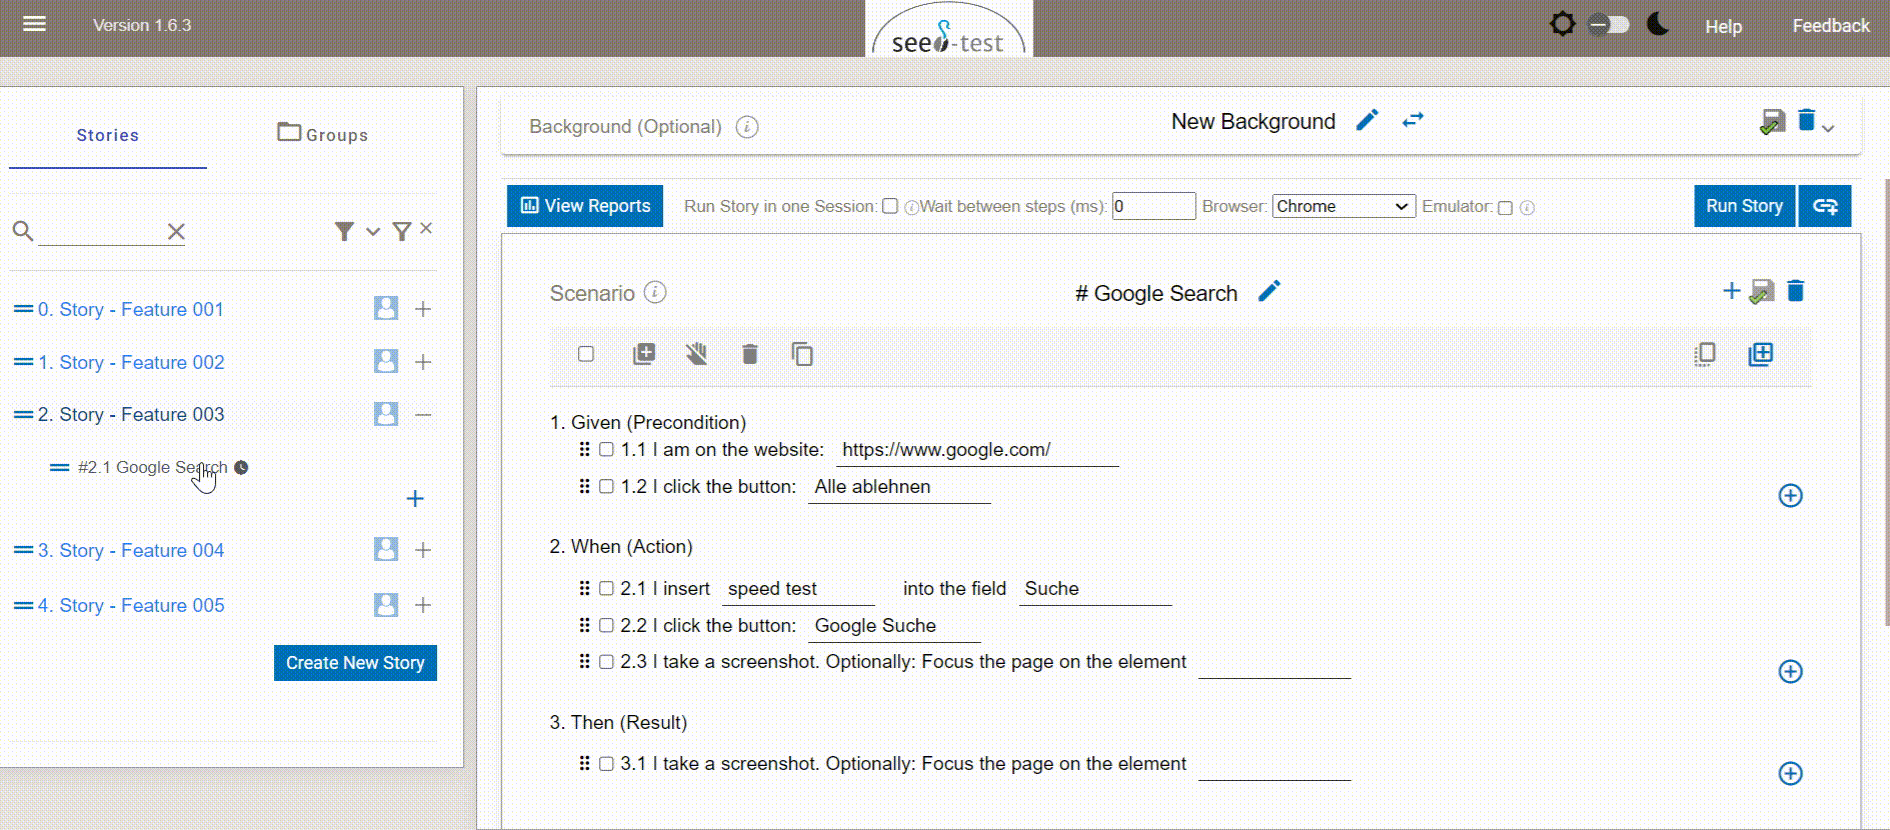 Version 1.6.3
seed-test
Help
Feedback
Stories
Groups
0. Story - Feature 001
1. Story - Feature 002
2. Story - Feature 003
#2.1 Google Search
3. Story - Feature 004
4. Story - Feature 005
Create New Story
Background (Optional)
New Background
View Reports
Run Story in one Session:
Wait between steps (ms): 0
Browser: Chrome
Emulator:
Run Story
Scenario
# Google Search
1. Given (Precondition)
1.1 I am on the website: https://www.google.com/
1.2 I click the button: Alle ablehnen
2. When (Action)
2.1 I insert speed test into the field Suche
2.2 I click the button: Google Suche
2.3 I take a screenshot. Optionally: Focus the page on the element
3. Then (Result)
3.1 I take a screenshot. Optionally: Focus the page on the element